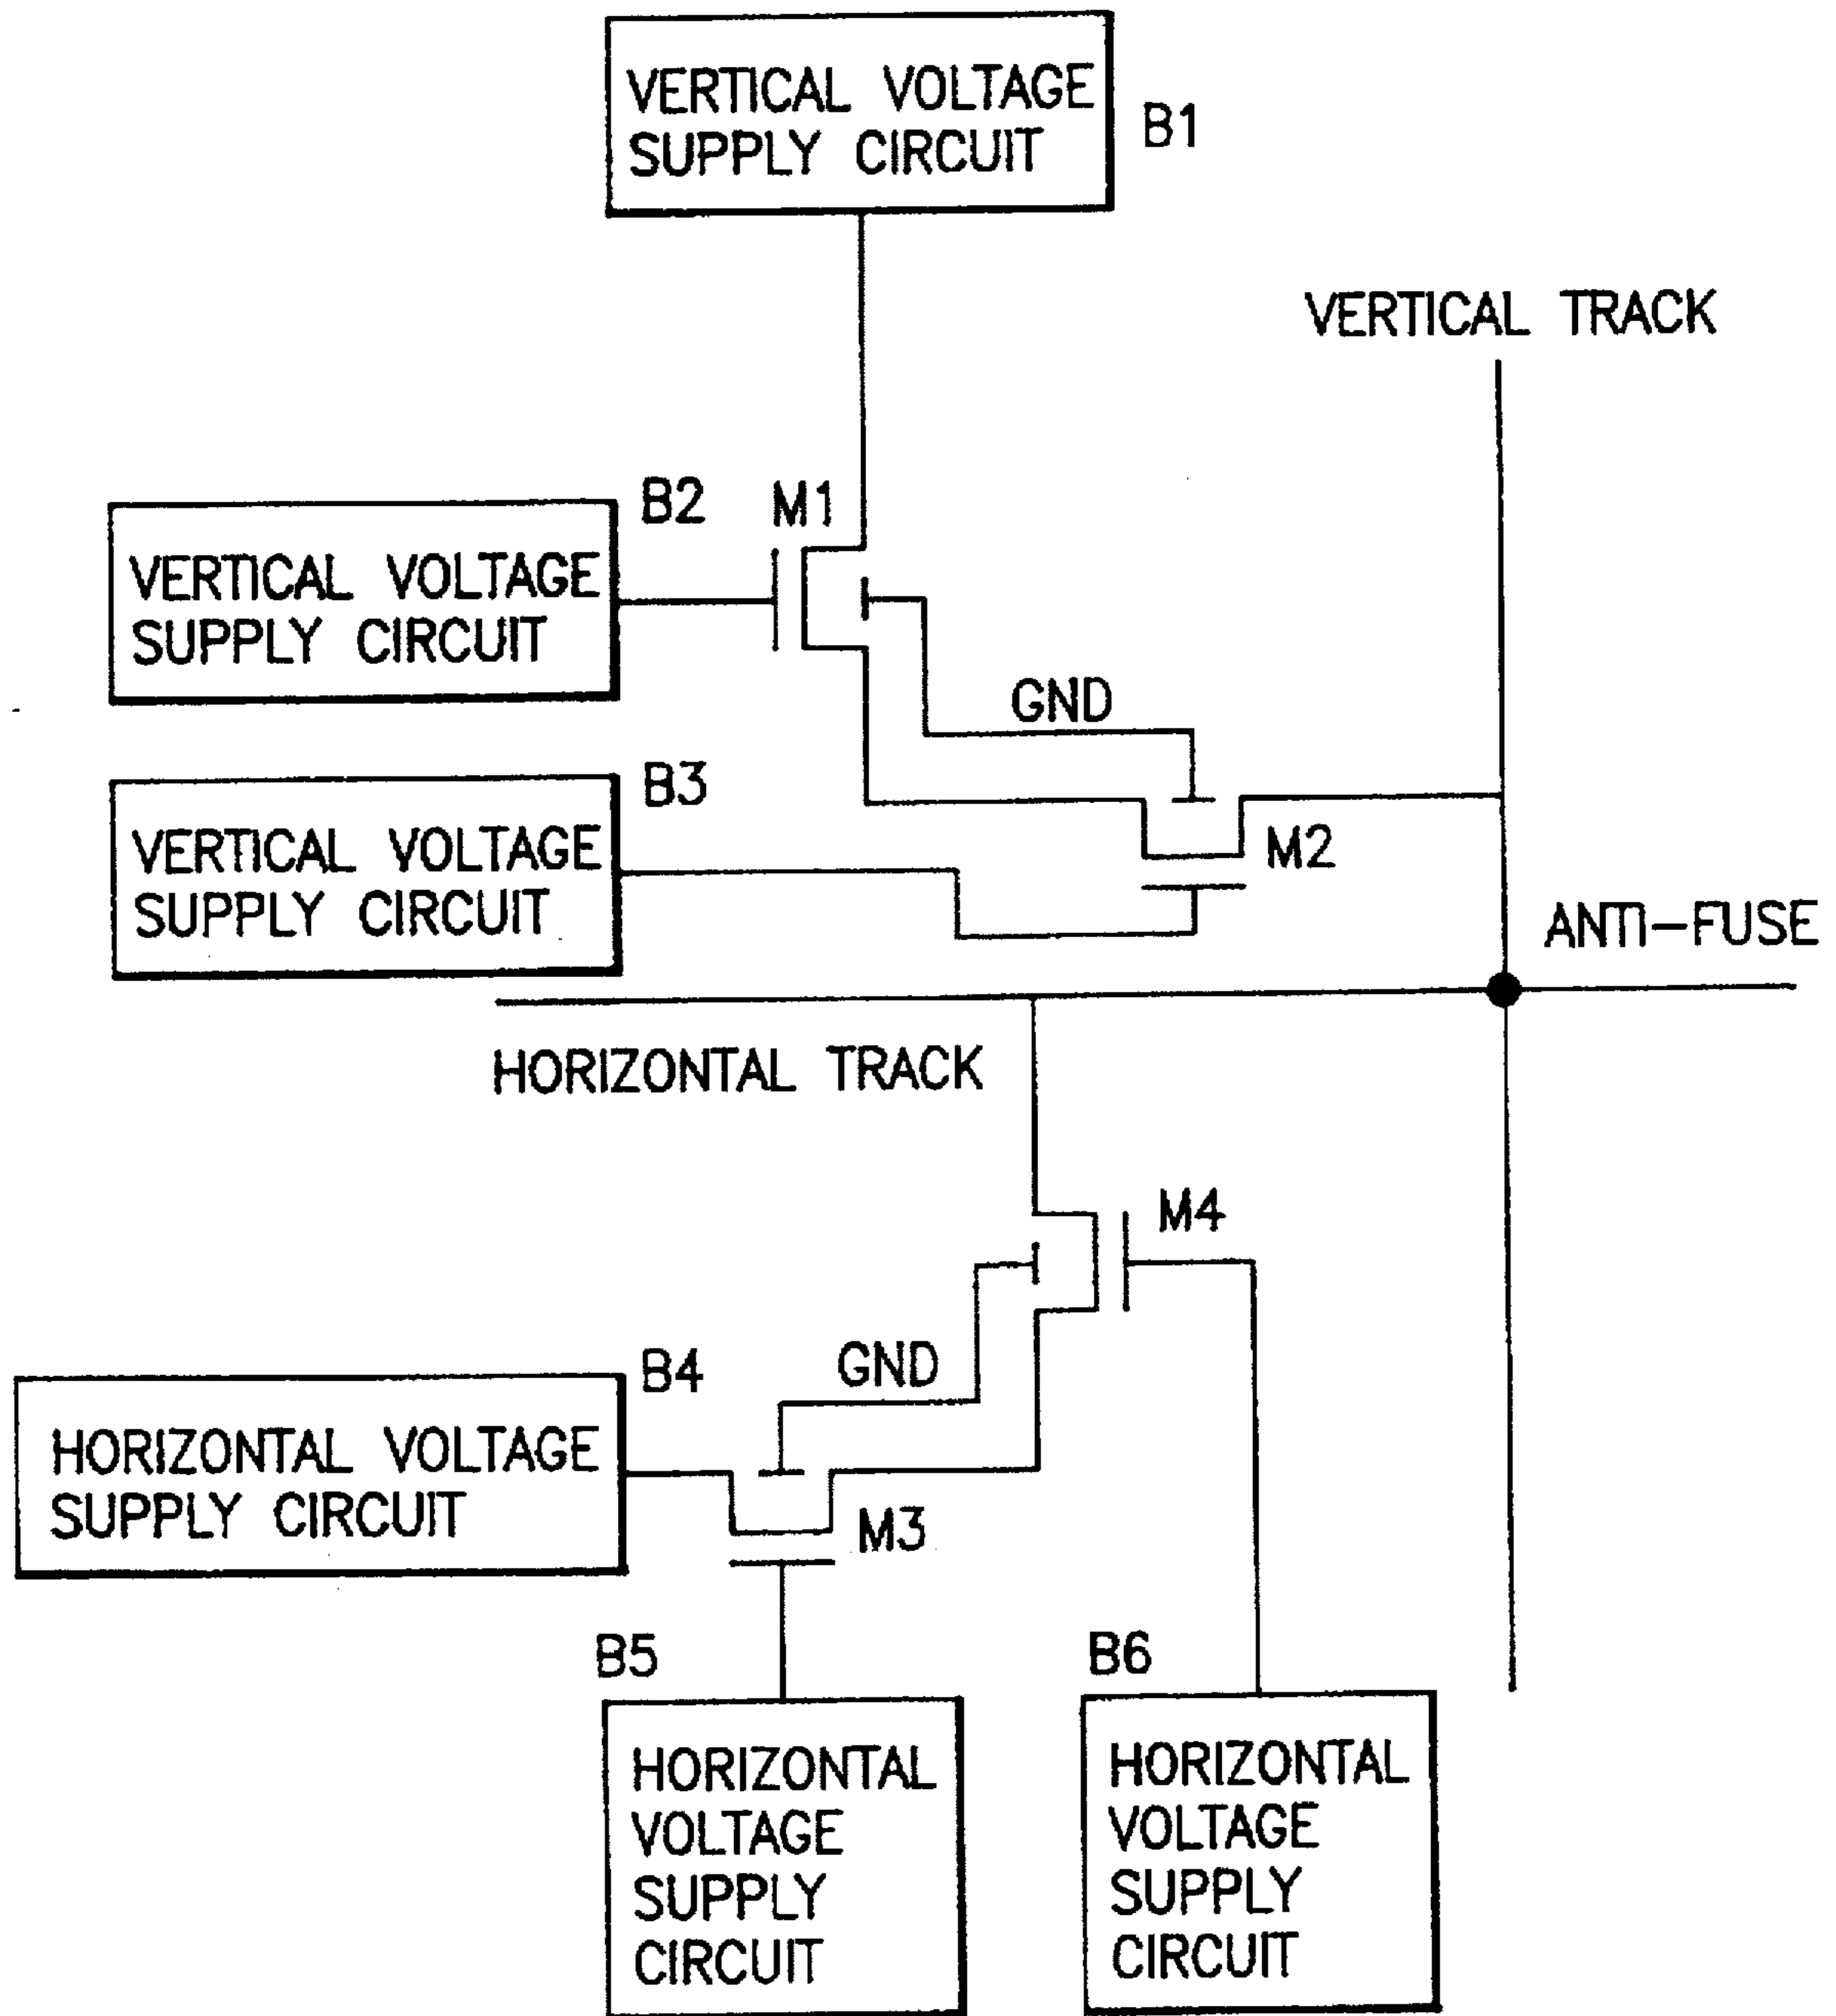 VERTICAL VOLTAGE
SUPPLY CIRCUIT
B1
VERTICAL TRACK
B2
M1
VERTICAL VOLTAGE
SUPPLY CIRCUIT
GND
B3
VERTICAL VOLTAGE
SUPPLY CIRCUIT
M2
ANTI-FUSE
HORIZONTAL TRACK
M4
B4
GND
HORIZONTAL VOLTAGE
SUPPLY CIRCUIT
M3
B5
HORIZONTAL
VOLTAGE
SUPPLY
CIRCUIT
B6
HORIZONTAL
VOLTAGE
SUPPLY
CIRCUIT